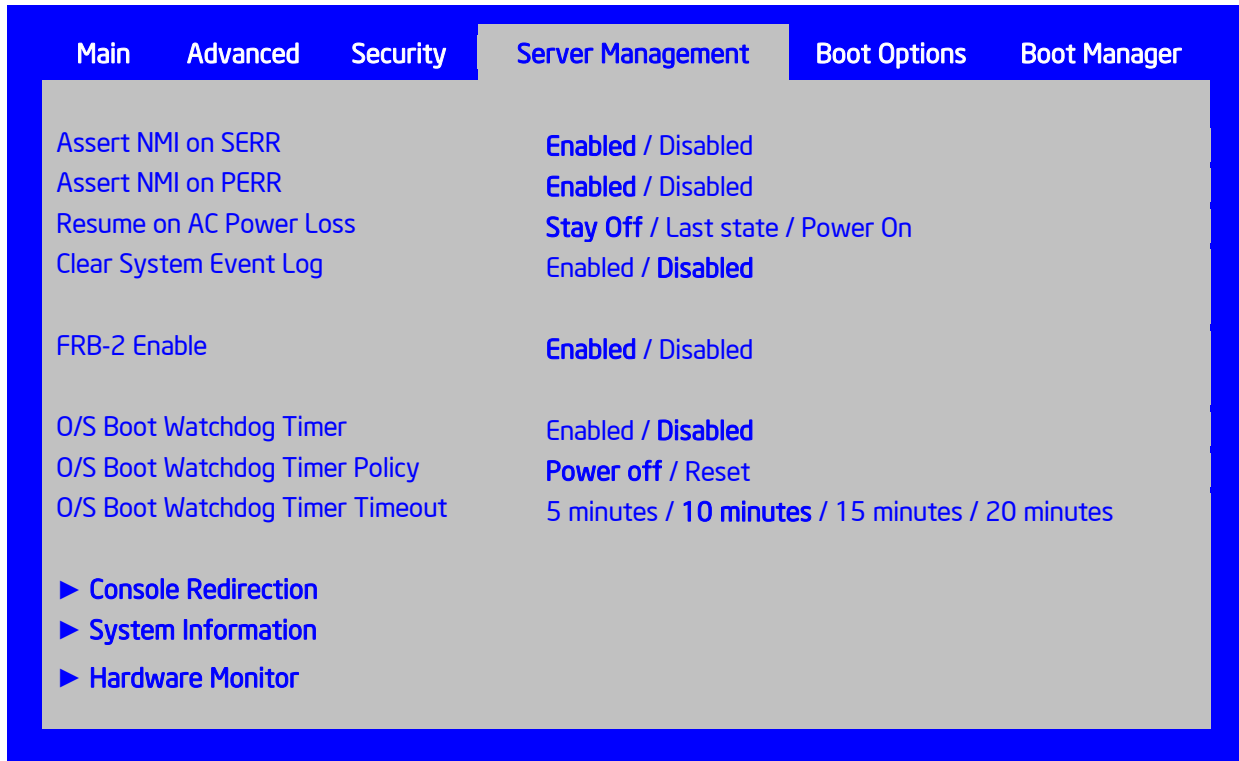 Main Advanced Security Server Management Boot Options Boot Manager
Assert NMI on SERR Enabled / Disabled
Assert NMI on PERR Enabled / Disabled
Resume on AC Power Loss Stay Off / Last state / Power On
Clear System Event Log Enabled / Disabled
FRB-2 Enable Enabled / Disabled
O/S Boot Watchdog Timer Enabled / Disabled
O/S Boot Watchdog Timer Policy Power off / Reset
O/S Boot Watchdog Timer Timeout 5 minutes / 10 minutes / 15 minutes / 20 minutes
► Console Redirection
► System Information
► Hardware Monitor